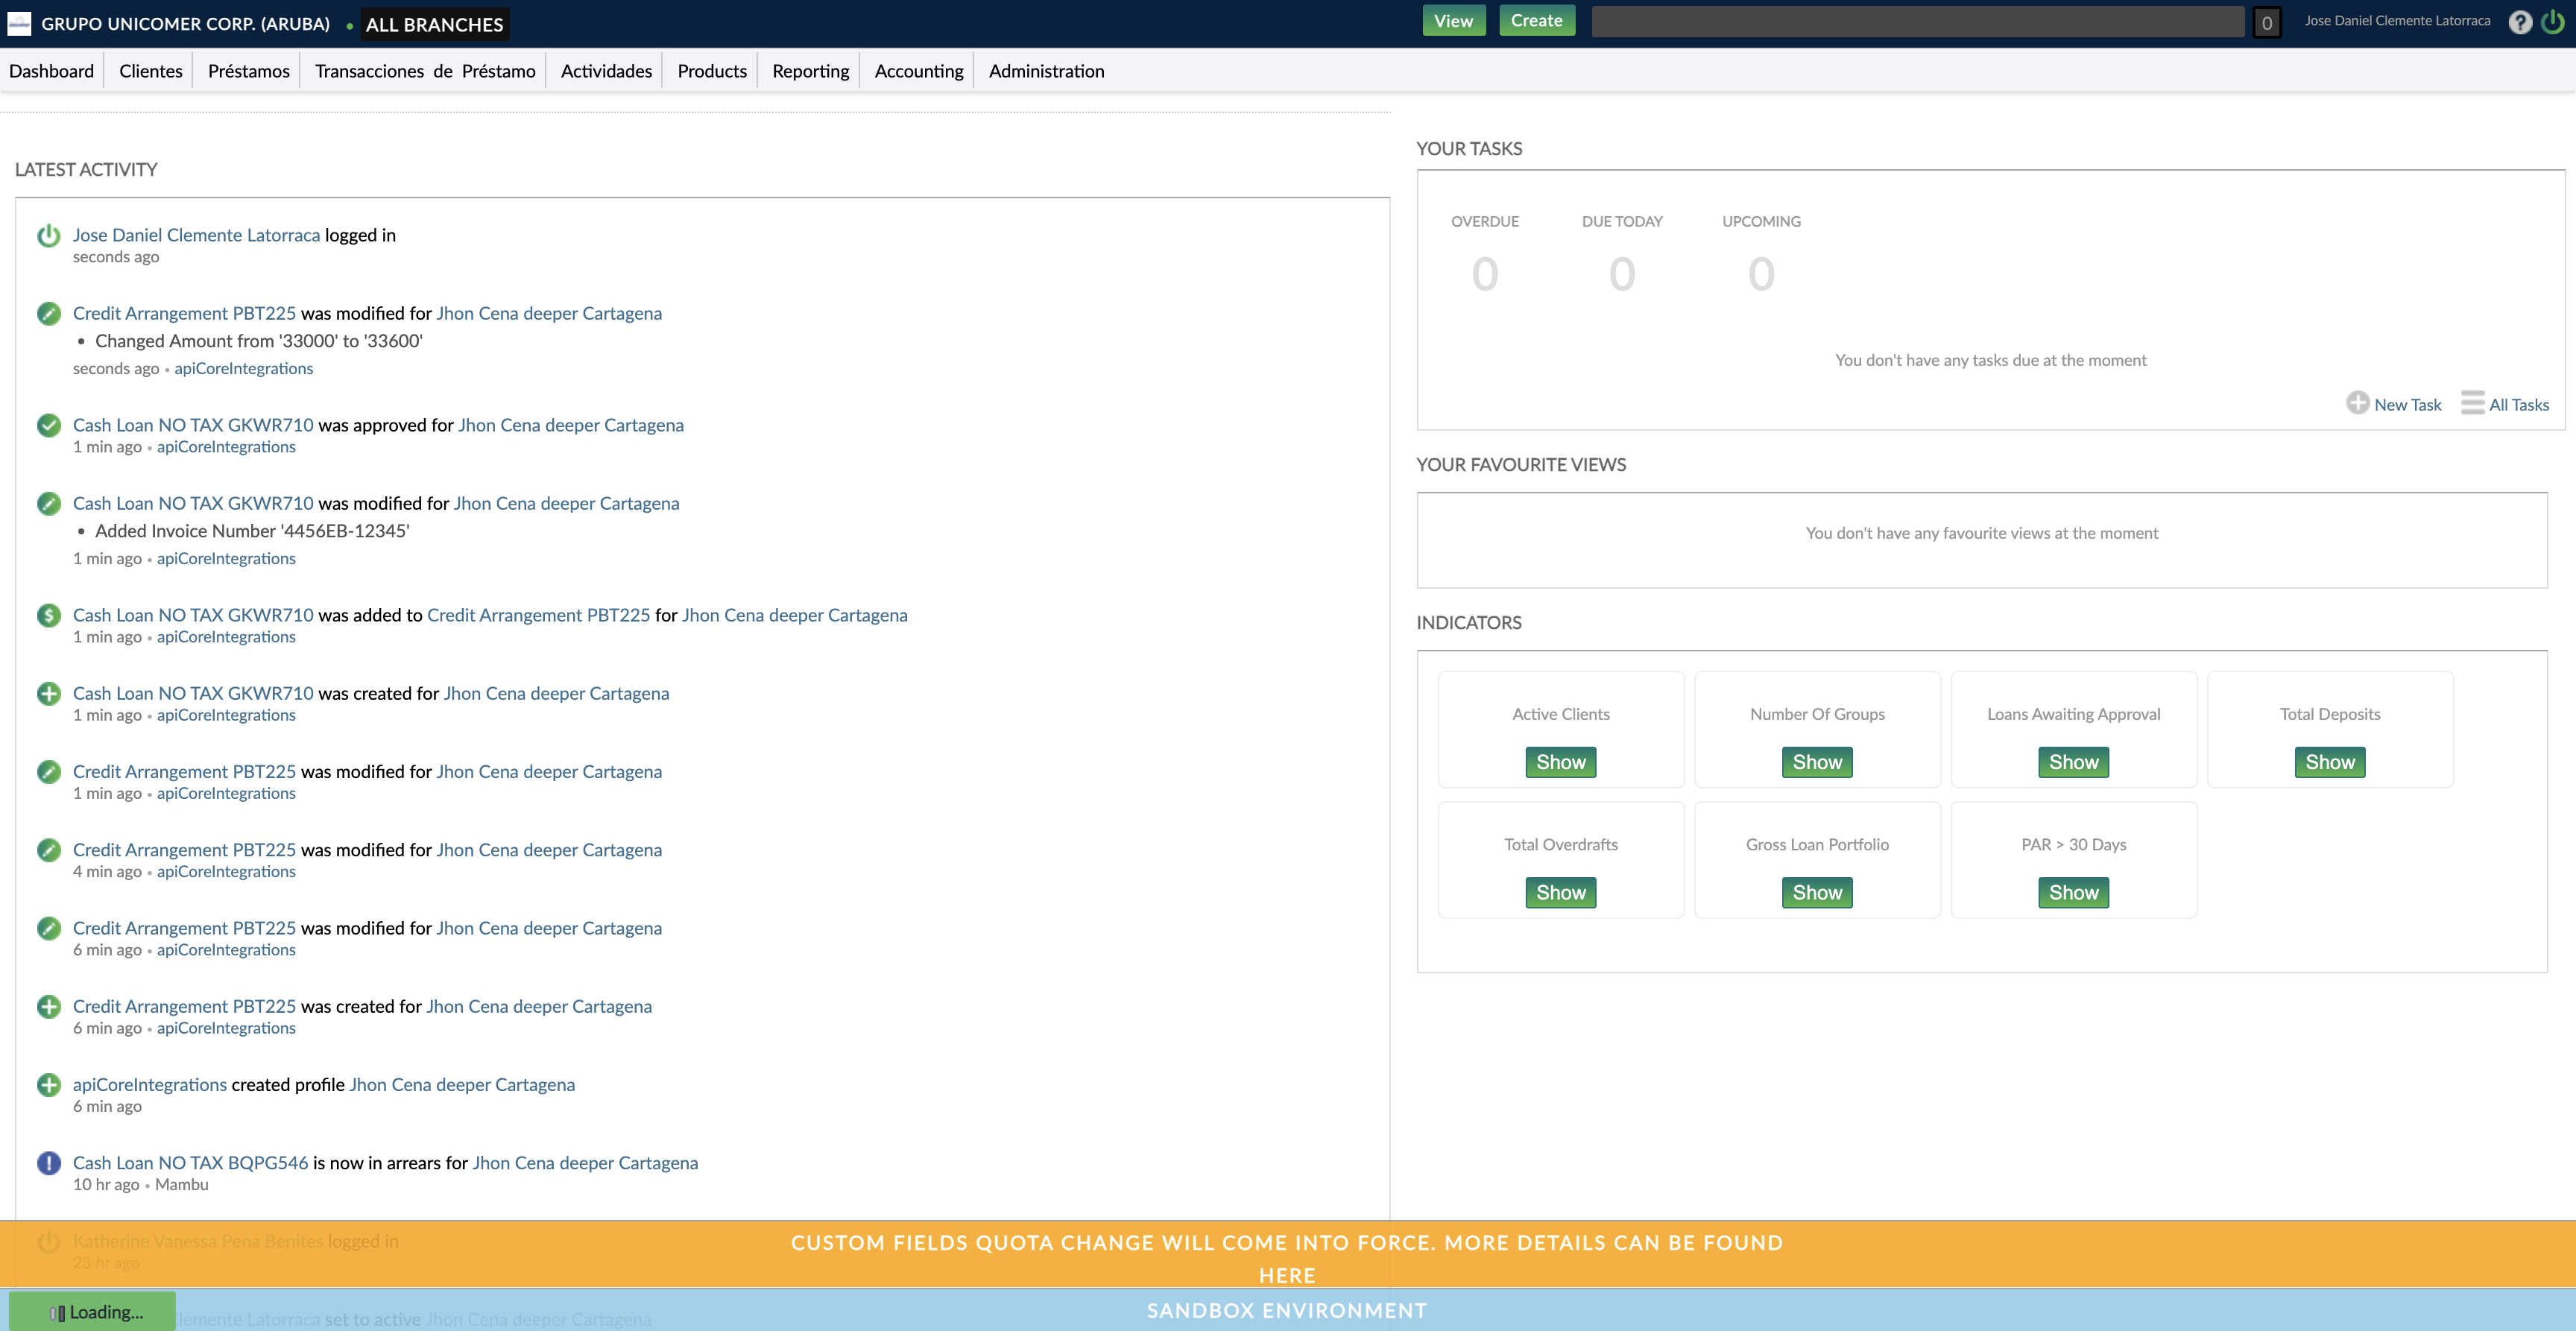 GRUPO UNICOMER CORP. (ARUBA) • ALL BRANCHES
View Create 0 Jose Daniel Clemente Latorraca ?
Dashboard Clientes Préstamos Transacciones de Préstamo Actividades Products Reporting Accounting Administration
LATEST ACTIVITY
Jose Daniel Clemente Latorraca logged in
seconds ago
Credit Arrangement PBT225 was modified for Jhon Cena deeper Cartagena
• Changed Amount from '33000' to '33600'
seconds ago • apiCoreIntegrations
Cash Loan NO TAX GKWR710 was approved for Jhon Cena deeper Cartagena
1 min ago • apiCoreIntegrations
Cash Loan NO TAX GKWR710 was modified for Jhon Cena deeper Cartagena
• Added Invoice Number '4456EB-12345'
1 min ago • apiCoreIntegrations
Cash Loan NO TAX GKWR710 was added to Credit Arrangement PBT225 for Jhon Cena deeper Cartagena
1 min ago • apiCoreIntegrations
Cash Loan NO TAX GKWR710 was created for Jhon Cena deeper Cartagena
1 min ago • apiCoreIntegrations
Credit Arrangement PBT225 was modified for Jhon Cena deeper Cartagena
1 min ago • apiCoreIntegrations
Credit Arrangement PBT225 was modified for Jhon Cena deeper Cartagena
4 min ago • apiCoreIntegrations
Credit Arrangement PBT225 was modified for Jhon Cena deeper Cartagena
6 min ago • apiCoreIntegrations
Credit Arrangement PBT225 was created for Jhon Cena deeper Cartagena
6 min ago • apiCoreIntegrations
apiCoreIntegrations created profile Jhon Cena deeper Cartagena
6 min ago
Cash Loan NO TAX BQPG546 is now in arrears for Jhon Cena deeper Cartagena
10 hr ago • Mambu
Katherine Vanessa Pena Benites logged in
23 hr ago
Clemente Latorraca set to active Jhon Cena deeper Cartagena
YOUR TASKS
OVERDUE DUE TODAY UPCOMING
0 0 0
You don't have any tasks due at the moment
New Task All Tasks
YOUR FAVOURITE VIEWS
You don't have any favourite views at the moment
INDICATORS
Active Clients Number Of Groups Loans Awaiting Approval Total Deposits
Show Show Show Show
Total Overdrafts Gross Loan Portfolio PAR > 30 Days
Show Show Show
CUSTOM FIELDS QUOTA CHANGE WILL COME INTO FORCE. MORE DETAILS CAN BE FOUND
HERE
Loading...
SANDBOX ENVIRONMENT